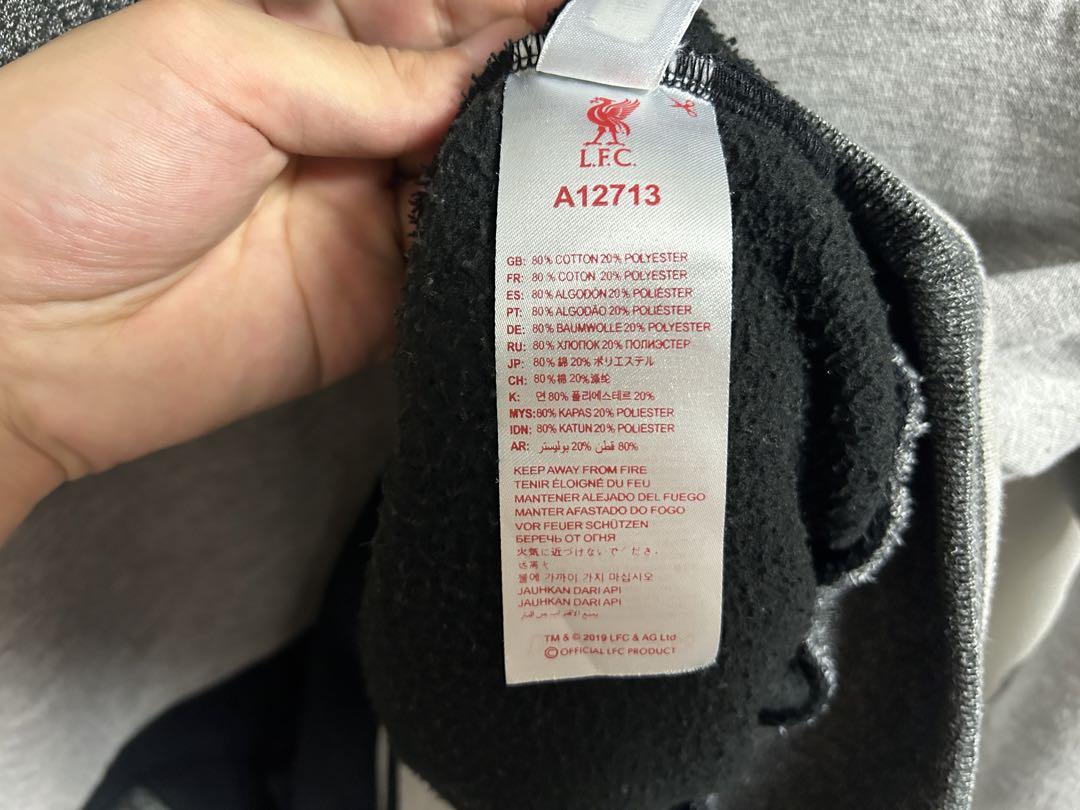 L.F.C.
A12713
GB: 80% COTTON 20% POLYESTER
FR: 80% COTON 20% POLYESTER
ES: 80% ALGODÓN 20% POLIÉSTER
PT: 80% ALGODÃO 20% POLIÉSTER
DE: 80% BAUMWOLLE 20% POLYESTER
RU: 80% ХЛОПОК 20% ПОЛИЭСТЕР
JP: 80% 綿 20% ポリエステル
CH: 80% 棉 20% 涤纶
K: 면 80% 폴리에스테르 20%
MYS: 80% KAPAS 20% POLIESTER
IDN: 80% KATUN 20% POLIESTER
AR: 80% قطن 20% بوليستر
KEEP AWAY FROM FIRE
TENIR ÉLOIGNÉ DU FEU
MANTENER ALEJADO DEL FUEGO
MANTER AFASTADO DO FOGO
VOR FEUER SCHÜTZEN
БЕРЕЧЬ ОТ ОГНЯ
火気に近づけないでください.
불에 가까이 가지 마십시오
JAUHKAN DARI API
JAUHKAN DARI API
TM & © 2019 LFC & AG Ltd
© OFFICIAL LFC PRODUCT